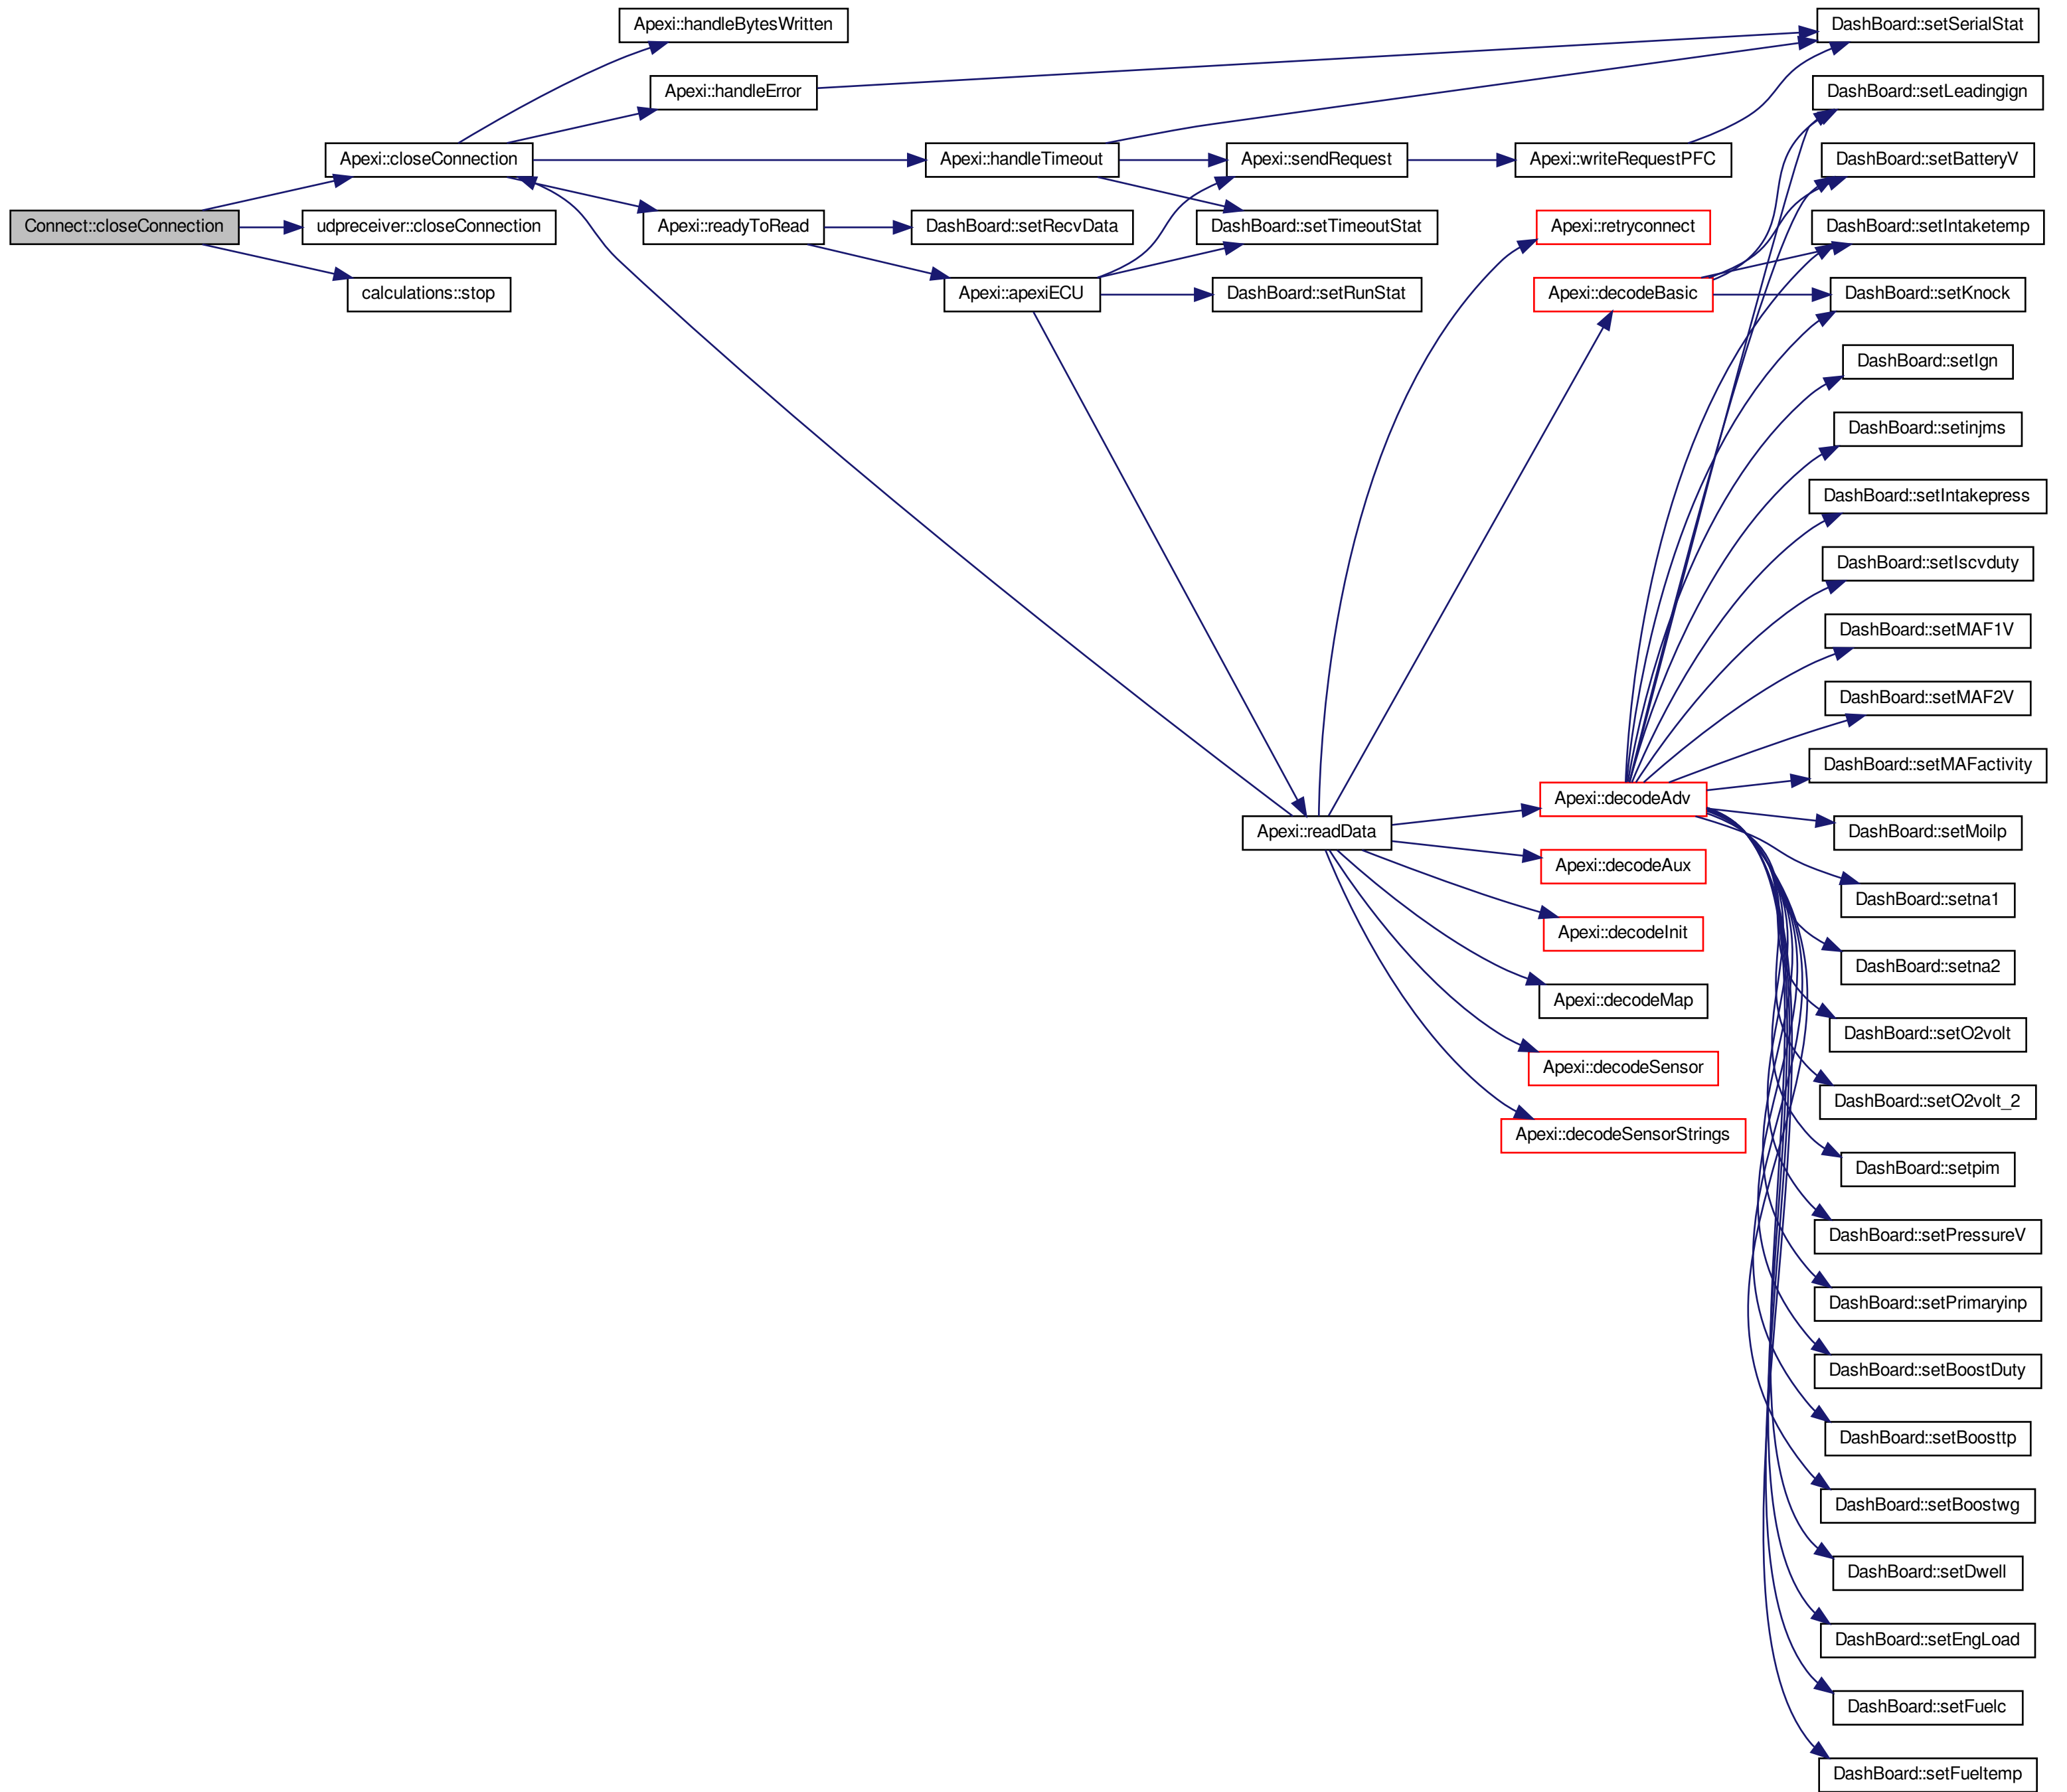 Apexi::handleBytesWritten
DashBoard::setSerialStat
Apexi::handleError
DashBoard::setLeadingign
Apexi::closeConnection
Apexi::handleTimeout
Apexi::sendRequest
Apexi::writeRequestPFC
DashBoard::setBatteryV
Connect::closeConnection
udpreceiver::closeConnection
Apexi::readyToRead
DashBoard::setRecvData
DashBoard::setTimeoutStat
Apexi::retryconnect
DashBoard::setIntaketemp
calculations::stop
Apexi::apexiECU
DashBoard::setRunStat
Apexi::decodeBasic
DashBoard::setKnock
DashBoard::setIgn
DashBoard::setinjms
DashBoard::setIntakepress
DashBoard::setIscvduty
DashBoard::setMAF1V
DashBoard::setMAF2V
DashBoard::setMAFactivity
Apexi::decodeAdv
Apexi::readData
DashBoard::setMoilp
Apexi::decodeAux
DashBoard::setna1
Apexi::decodeInit
DashBoard::setna2
Apexi::decodeMap
DashBoard::setO2volt
Apexi::decodeSensor
DashBoard::setO2volt_2
Apexi::decodeSensorStrings
DashBoard::setpim
DashBoard::setPressureV
DashBoard::setPrimaryinp
DashBoard::setBoostDuty
DashBoard::setBoosttp
DashBoard::setBoostwg
DashBoard::setDwell
DashBoard::setEngLoad
DashBoard::setFuelc
DashBoard::setFueltemp